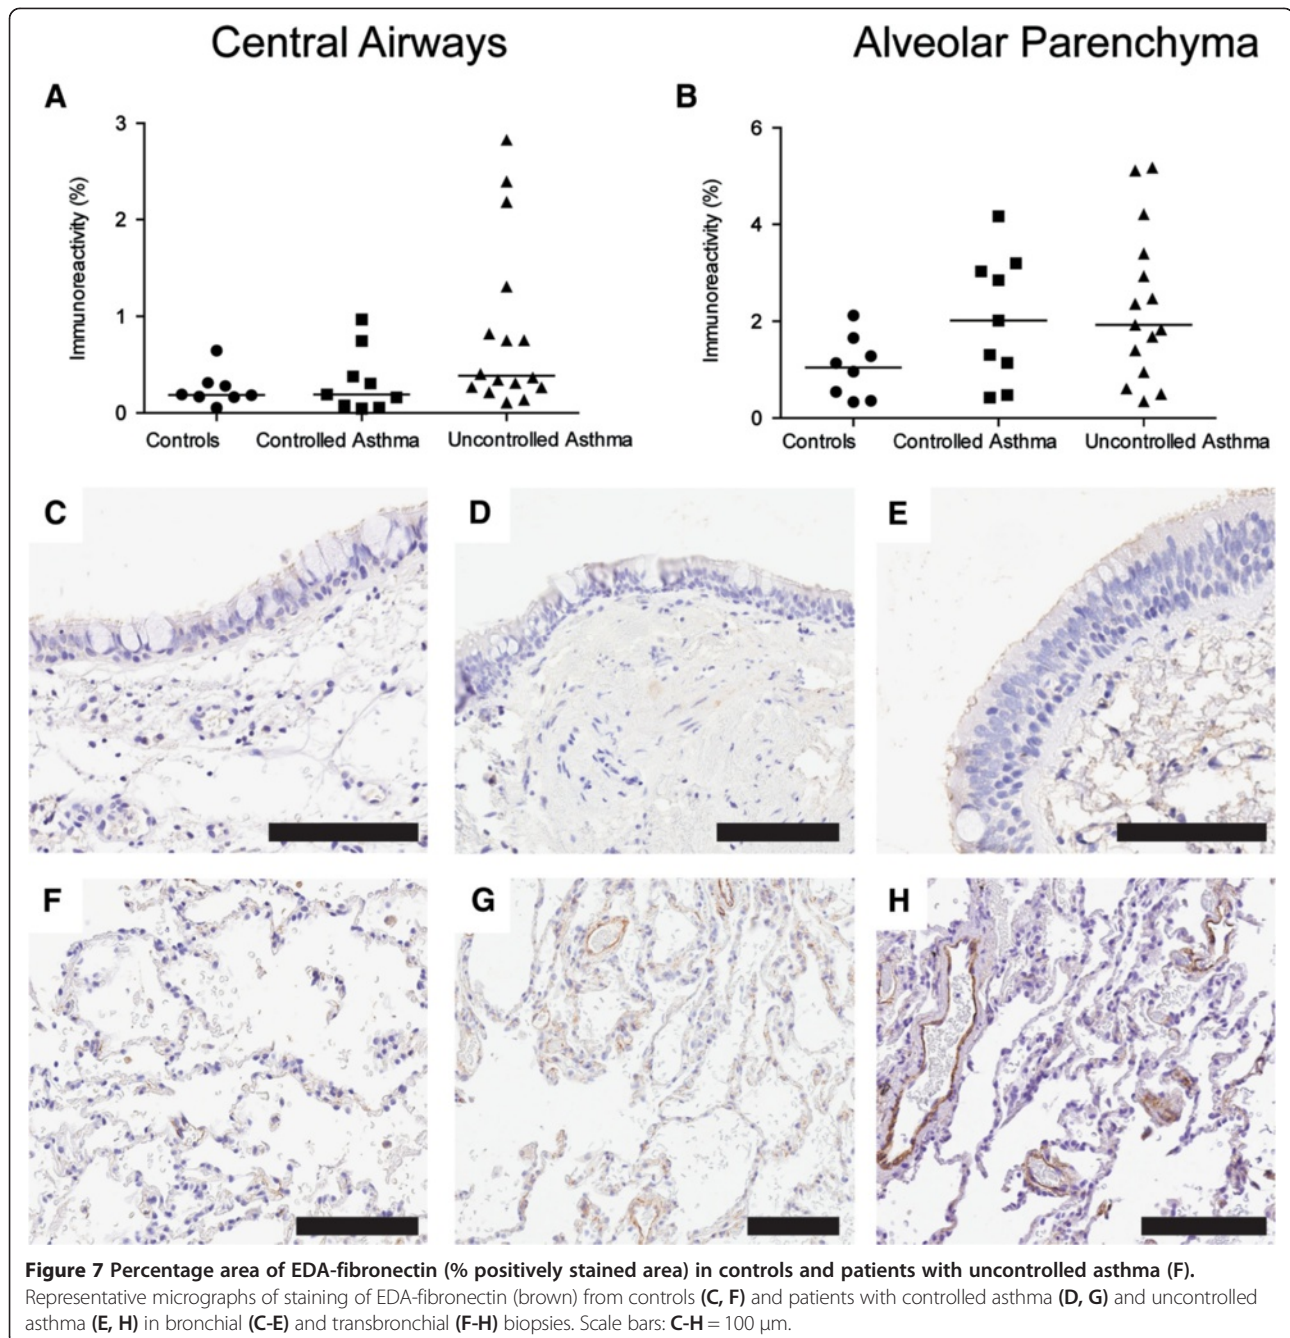 Central Airways
Alveolar Parenchyma
A
B
3
2
1
0
Immunoreactivity (%)
Controls
Controlled Asthma
Uncontrolled Asthma
6
4
2
0
Immunoreactivity (%)
Controls
Controlled Asthma
Uncontrolled Asthma
C
D
E
F
G
H
Figure 7 Percentage area of EDA-fibronectin (% positively stained area) in controls and patients with uncontrolled asthma (F).
Representative micrographs of staining of EDA-fibronectin (brown) from controls (C, F) and patients with controlled asthma (D, G) and uncontrolled
asthma (E, H) in bronchial (C-E) and transbronchial (F-H) biopsies. Scale bars: C-H = 100 μm.